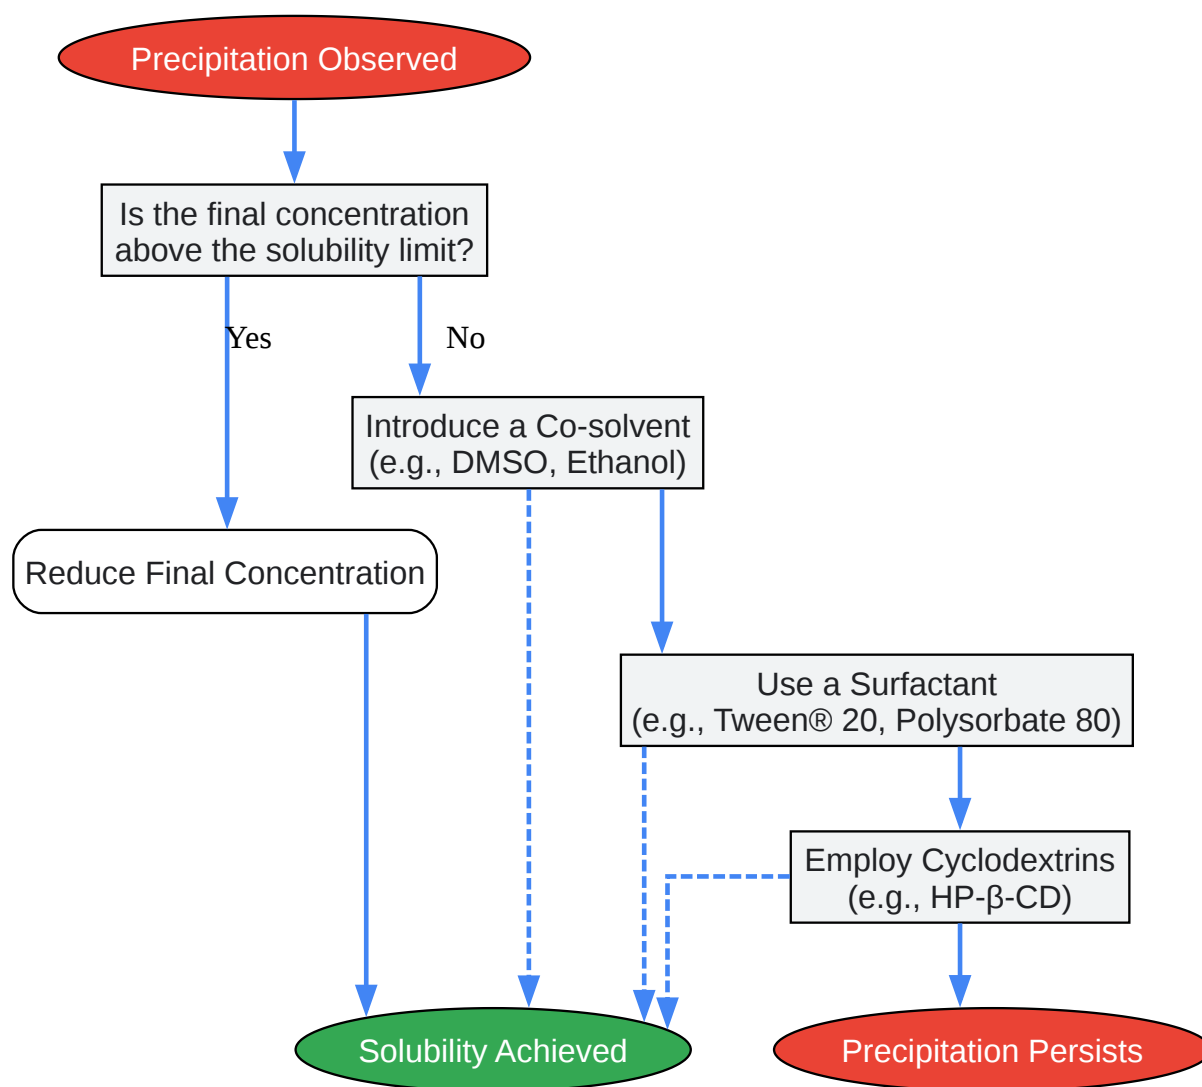 Precipitation Observed
Is the final concentration
above the solubility limit?
Yes
No
Introduce a Co-solvent
(e.g., DMSO, Ethanol)
Reduce Final Concentration
Use a Surfactant
(e.g., Tween® 20, Polysorbate 80)
Employ Cyclodextrins
(e.g., HP-β-CD)
Solubility Achieved
Precipitation Persists